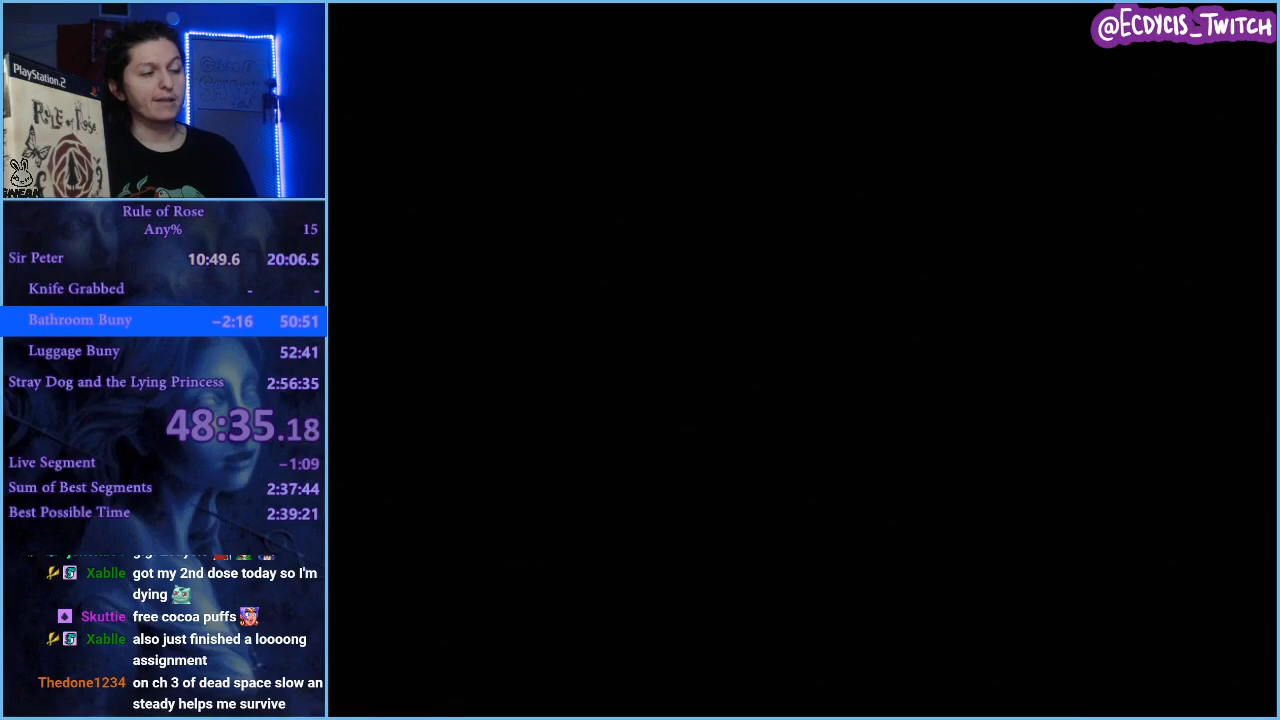 @Ecdycis_Twitch
PlayStation.2
Rule of Rose
Rule of Rose
Any% 15
Sir Peter 10:49.6 20:06.5
Knife Grabbed - -
Bathroom Buny −2:16 50:51
Luggage Buny 52:41
Stray Dog and the Lying Princess 2:56:35
48:35.18
Live Segment −1:09
Sum of Best Segments 2:37:44
Best Possible Time 2:39:21
Xablle got my 2nd dose today so I'm
dying
Skuttie free cocoa puffs
Xablle also just finished a loooong
assignment
Thedone1234 on ch 3 of dead space slow an
steady helps me survive